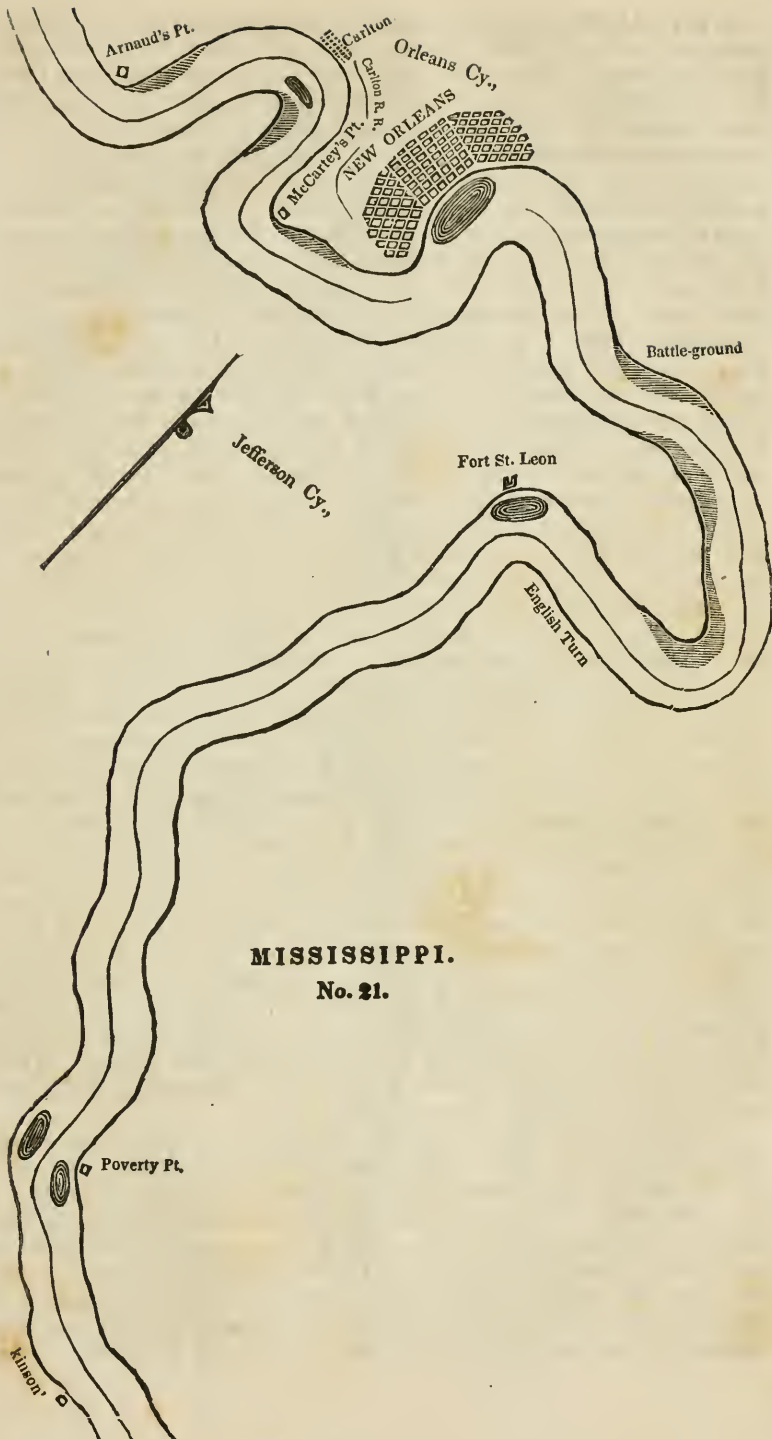 Arnaud's Pt.
Carlton
Orleans Cy.,
Carlton R. R.
McCartey's Pt.
NEW ORLEANS
Battle-ground
Jefferson Cy.,
Fort St. Leon
English Turn
MISSISSIPPI.
No. 21.
Poverty Pt.
kinson'